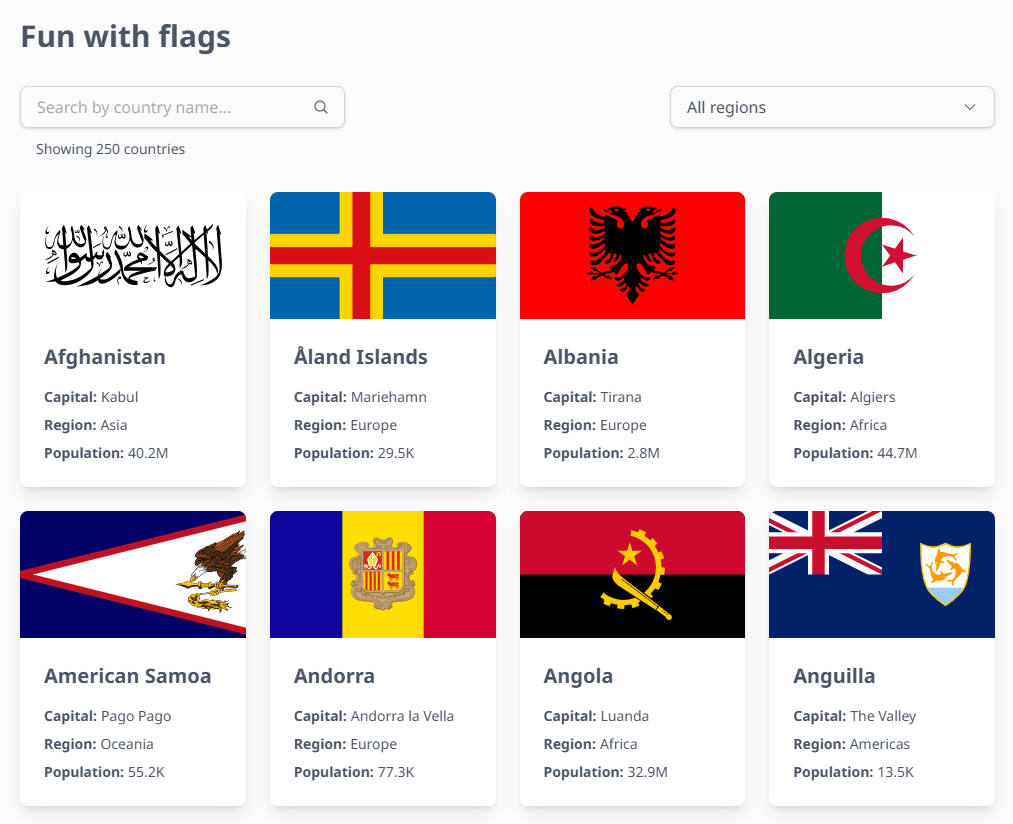 Fun with flags
Search by country name...
All regions
Showing 250 countries
لا إله إلا الله محمد رسول الله
Afghanistan
Capital: Kabul
Region: Asia
Population: 40.2M
Åland Islands
Capital: Mariehamn
Region: Europe
Population: 29.5K
Albania
Capital: Tirana
Region: Europe
Population: 2.8M
Algeria
Capital: Algiers
Region: Africa
Population: 44.7M
American Samoa
Capital: Pago Pago
Region: Oceania
Population: 55.2K
Andorra
Capital: Andorra la Vella
Region: Europe
Population: 77.3K
Angola
Capital: Luanda
Region: Africa
Population: 32.9M
Anguilla
Capital: The Valley
Region: Americas
Population: 13.5K